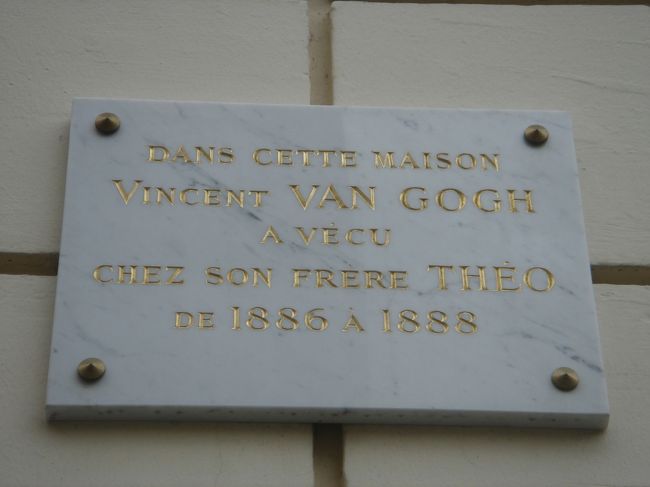 DANS CETTE MAISON
VINCENT VAN GOGH
A VÉCU
CHEZ SON FRÈRE THÉO
DE 1886 À 1888